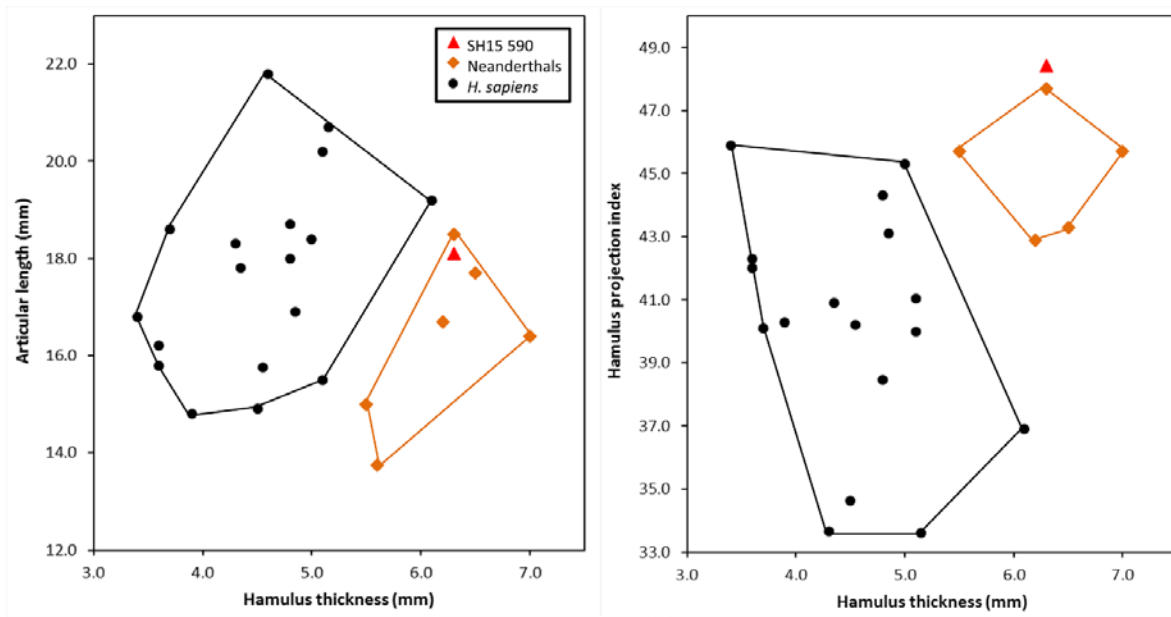 SH15 590
Neanderthals
H. sapiens
22.0
20.0
18.0
16.0
14.0
12.0
Articular length (mm)
3.0 4.0 5.0 6.0 7.0
Hamulus thickness (mm)
49.0
47.0
45.0
43.0
41.0
39.0
37.0
35.0
33.0
Hamulus projection index
3.0 4.0 5.0 6.0 7.0
Hamulus thickness (mm)